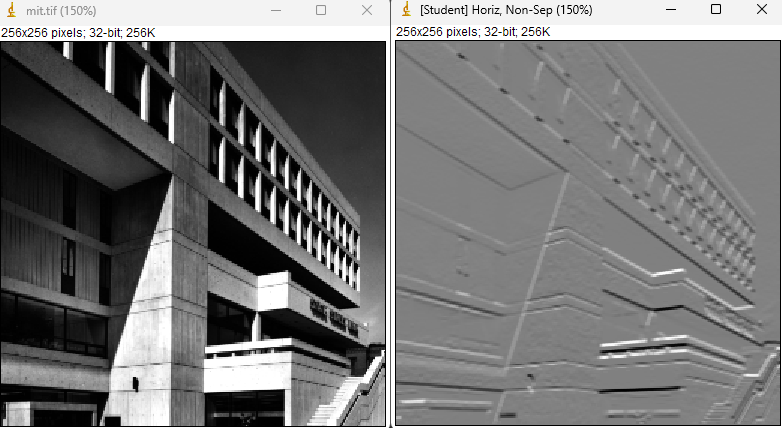 mit.tif (150%)
256x256 pixels; 32-bit; 256K
[Student] Horiz, Non-Sep (150%)
256x256 pixels; 32-bit; 256K